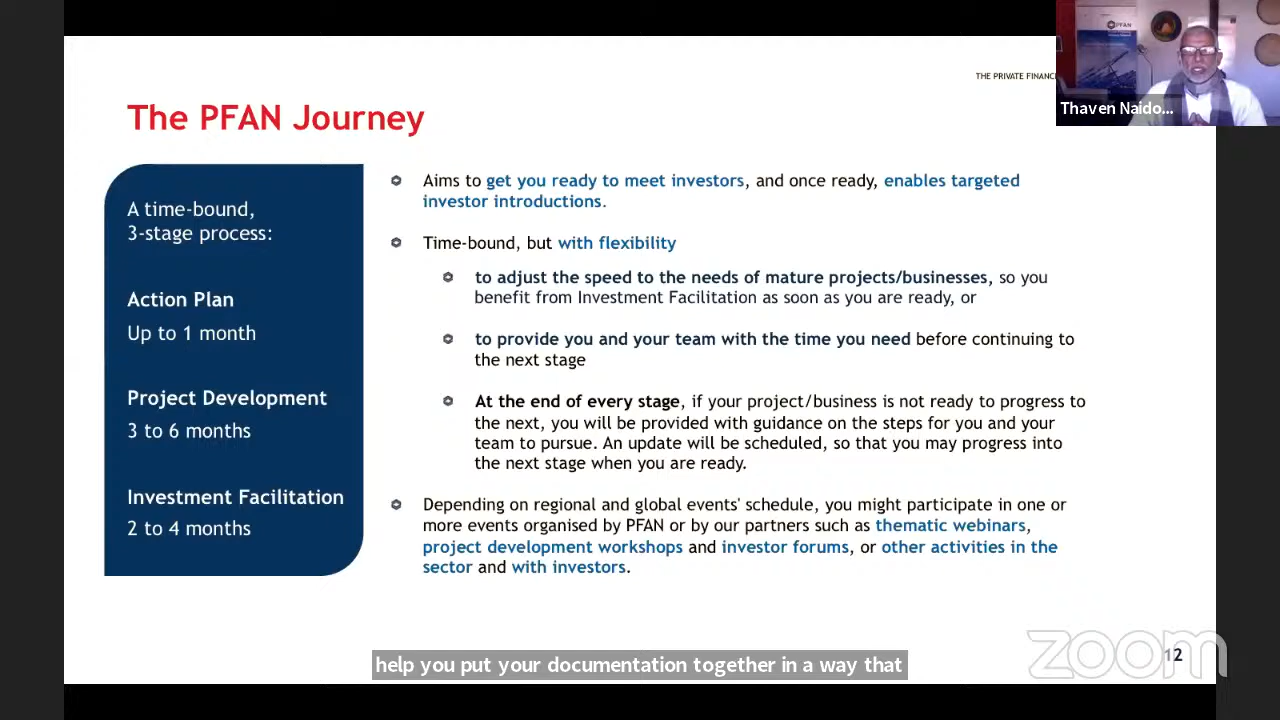 THE PRIVATE FINANC
PFAN
Thaven Naido...
The PFAN Journey
A time-bound,
3-stage process:
Action Plan
Up to 1 month
Project Development
3 to 6 months
Investment Facilitation
2 to 4 months
Aims to get you ready to meet investors, and once ready, enables targeted
investor introductions.
Time-bound, but with flexibility
to adjust the speed to the needs of mature projects/businesses, so you
benefit from Investment Facilitation as soon as you are ready, or
to provide you and your team with the time you need before continuing to
the next stage
At the end of every stage, if your project/business is not ready to progress to
the next, you will be provided with guidance on the steps for you and your
team to pursue. An update will be scheduled, so that you may progress into
the next stage when you are ready.
Depending on regional and global events' schedule, you might participate in one or
more events organised by PFAN or by our partners such as thematic webinars,
project development workshops and investor forums, or other activities in the
sector and with investors.
help you put your documentation together in a way that
zoom
12